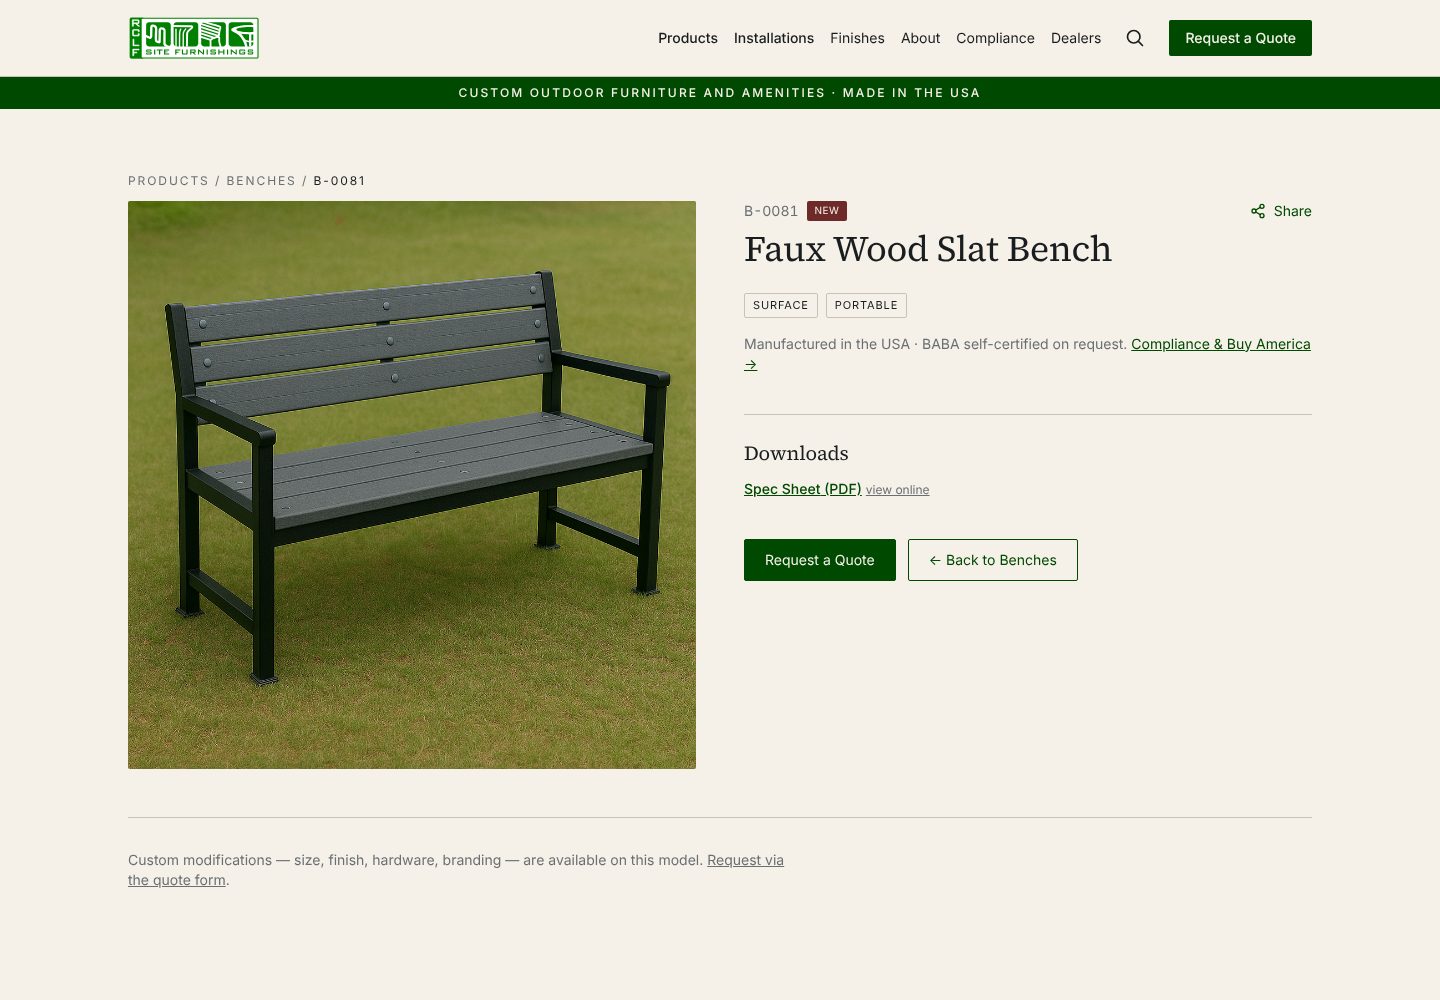 RCLF
SITE FURNISHINGS
Products Installations Finishes About Compliance Dealers Request a Quote
CUSTOM OUTDOOR FURNITURE AND AMENITIES · MADE IN THE USA
PRODUCTS / BENCHES / B-0081
B-0081 NEW Share
Faux Wood Slat Bench
SURFACE PORTABLE
Manufactured in the USA · BABA self-certified on request. Compliance & Buy America
→
Downloads
Spec Sheet (PDF) view online
Request a Quote ← Back to Benches
Custom modifications — size, finish, hardware, branding — are available on this model. Request via
the quote form.